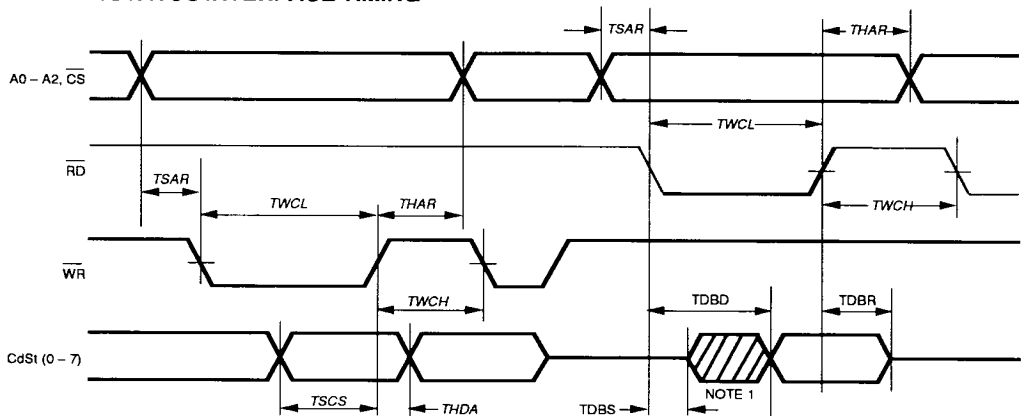 TSAR
THAR
A0 – A2, CS
TWCL
RD
TSAR
TWCL
THAR
TWCH
WR
TWCH
TDBD
TDBR
CdSt (0 – 7)
NOTE 1
TSCS
THDA
TDBS